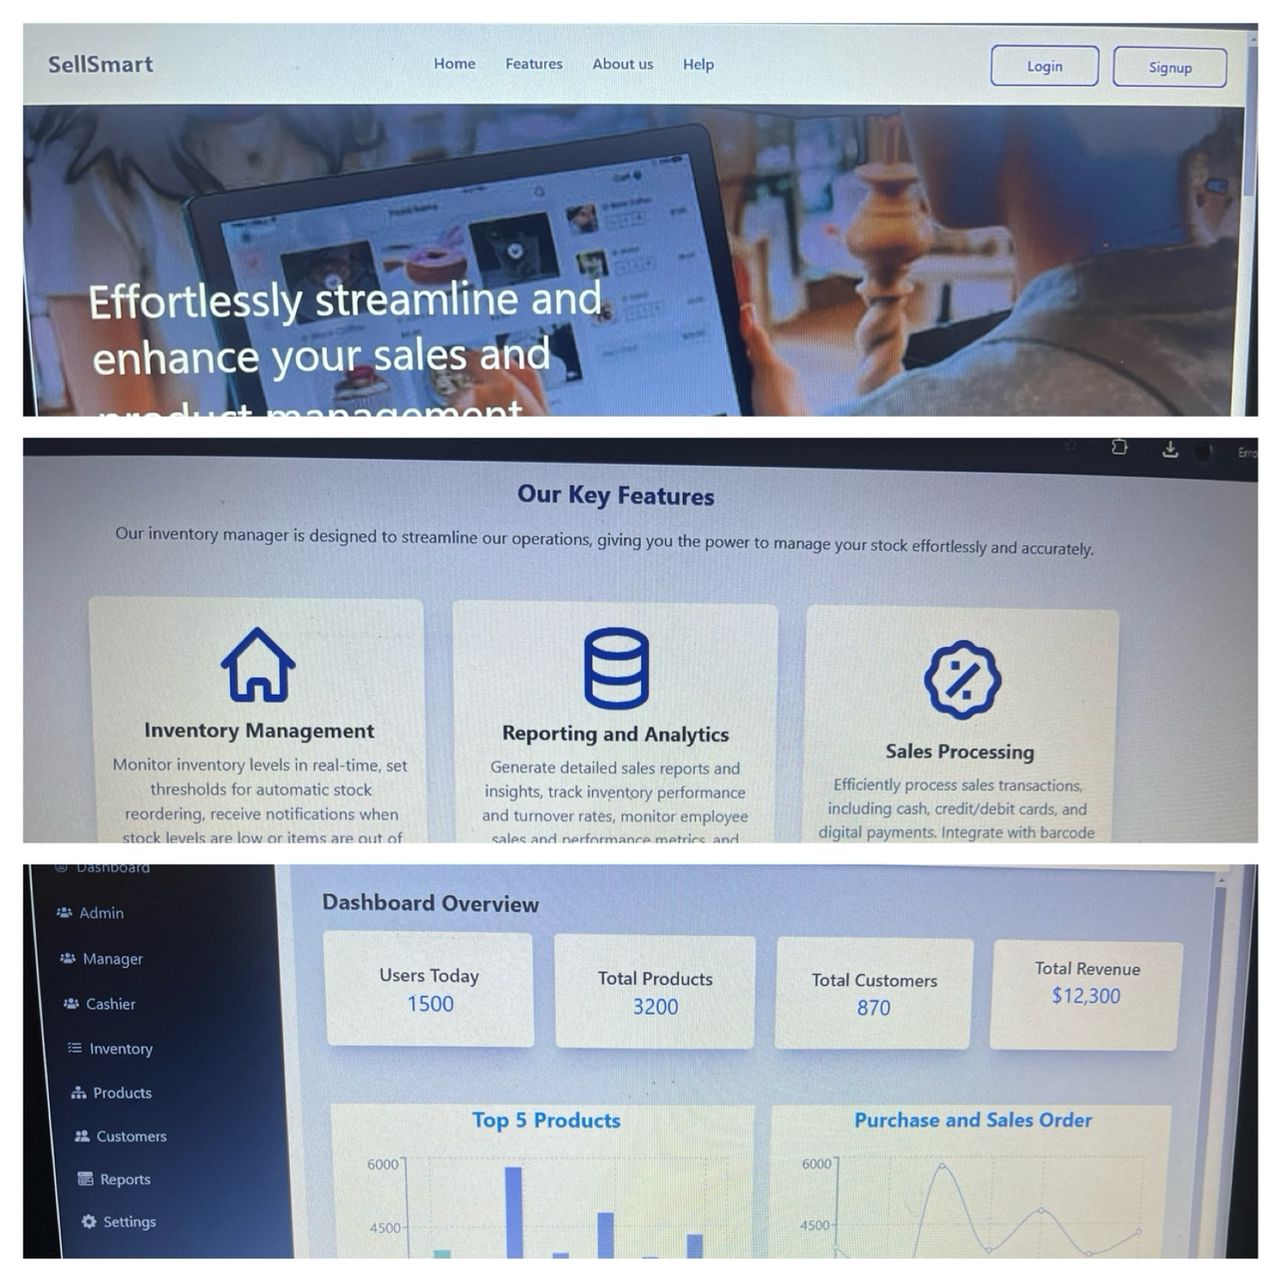 SellSmart
Home Features About us Help
Login Signup
Effortlessly streamline and
enhance your sales and
product management
Our Key Features
Our inventory manager is designed to streamline our operations, giving you the power to manage your stock effortlessly and accurately.
Inventory Management
Monitor inventory levels in real-time, set
thresholds for automatic stock
reordering, receive notifications when
stock levels are low or items are out of
Reporting and Analytics
Generate detailed sales reports and
insights, track inventory performance
and turnover rates, monitor employee
sales and performance metrics, and
Sales Processing
Efficiently process sales transactions,
including cash, credit/debit cards, and
digital payments. Integrate with barcode
Dashboard
Admin
Manager
Cashier
Inventory
Products
Customers
Reports
Settings
Dashboard Overview
Users Today
1500
Total Products
3200
Total Customers
870
Total Revenue
$12,300
Top 5 Products
6000
4500
Purchase and Sales Order
6000
4500